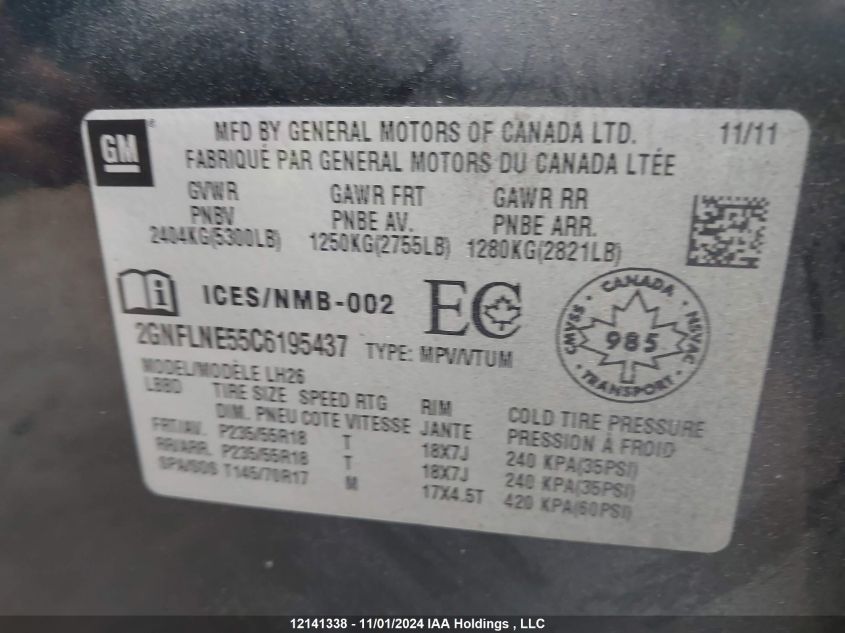 GM®
MFD BY GENERAL MOTORS OF CANADA LTD. 11/11
FABRIQUÉ PAR GENERAL MOTORS DU CANADA LTÉE
GVWR GAWR FRT GAWR RR
PNBV PNBE AV. PNBE ARR.
2404KG(5300LB) 1250KG(2755LB) 1280KG(2821LB)
i ICES/NMB-002 EC
CANADA
CMVSS 985 NSVAC
TRANSPORT
2GNFLNE55C6195437 TYPE: MPV/VTUM
MODEL/MODÈLE LH26
LBBD TIRE SIZE SPEED RTG RIM COLD TIRE PRESSURE
DIM. PNEU COTE VITESSE JANTE PRESSION À FROID
FRT/AV. P235/55R18 T 18X7J 240 KPA(35PSI)
RR/ARR. P235/55R18 T 18X7J 240 KPA(35PSI)
SPA/SOS T145/70R17 M 17X4.5T 420 KPA(60PSI)
12141338 - 11/01/2024 IAA Holdings , LLC